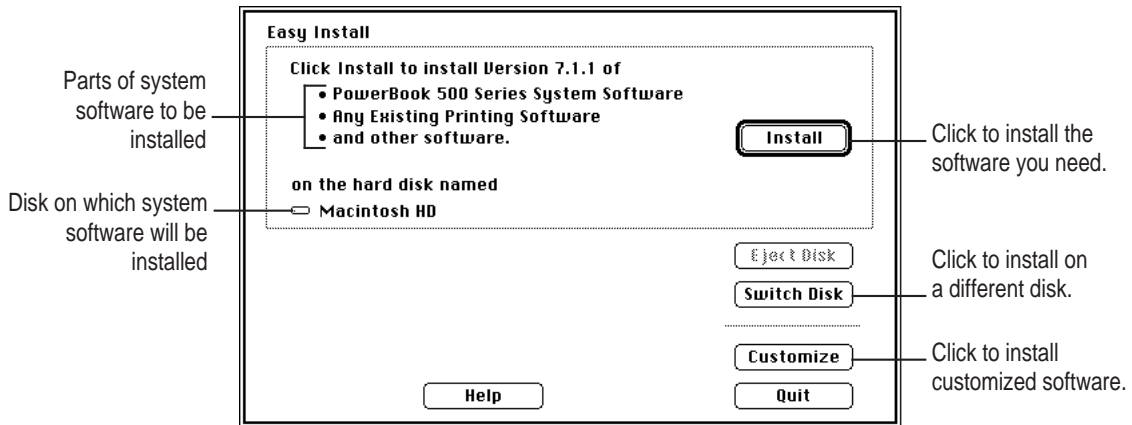 Easy Install
Click Install to install Version 7.1.1 of
• PowerBook 500 Series System Software
• Any Existing Printing Software
• and other software.
on the hard disk named
Macintosh HD
Install
Eject Disk
Switch Disk
Customize
Help
Quit
Parts of system
software to be
installed
Disk on which system
software will be
installed
Click to install the
software you need.
Click to install on
a different disk.
Click to install
customized software.